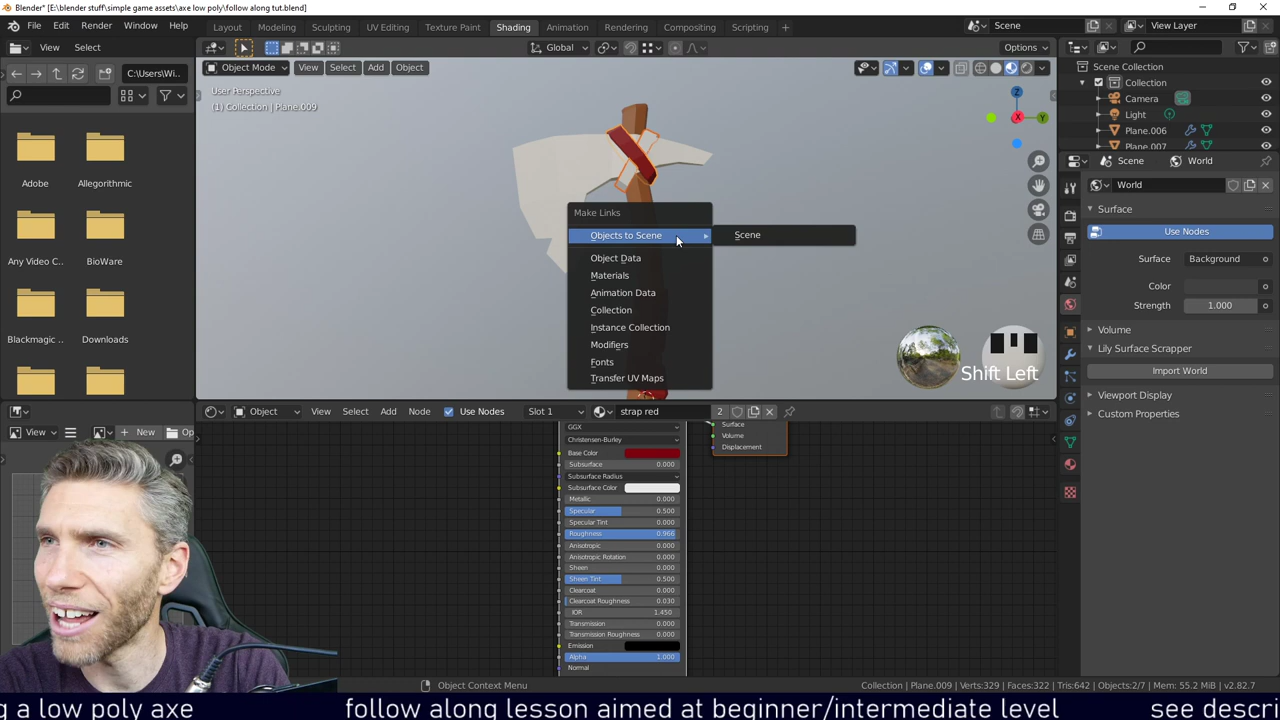 Blender* [E:\blender stuff\simple game assets\axe low poly\follow along tut.blend]
File Edit Render Window Help Layout Modeling Sculpting UV Editing Texture Paint Shading Animation Rendering Compositing Scripting + Scene View Layer
View Select Global Options
C:\Users\Wi..
Object Mode View Select Add Object
User Perspective
(1) Collection | Plane.009
Adobe Allegorithmic
Any Video C... BioWare
Blackmagic .. Downloads
Z
X
Y
Make Links
Objects to Scene
Scene
Object Data
Materials
Animation Data
Collection
Instance Collection
Modifiers
Fonts
Transfer UV Maps
Shift Left
Scene Collection
Collection
Camera
Light
Plane.006
Plane.007
Scene World
World
Surface
Use Nodes
Surface Background
Color
Strength 1.000
Volume
Lily Surface Scrapper
Import World
Viewport Display
Custom Properties
View New Op
Object View Select Add Node Use Nodes Slot 1 strap red 2
GGX
Christensen-Burley
Base Color
Subsurface 0.000
Subsurface Radius
Subsurface Color
Metallic 0.000
Specular 0.500
Specular Tint 0.000
Roughness 0.966
Anisotropic 0.000
Anisotropic Rotation 0.000
Sheen 0.000
Sheen Tint 0.500
Clearcoat 0.000
Clearcoat Roughness 0.030
IOR 1.450
Transmission 0.000
Transmission Roughness 0.000
Emission
Alpha 1.000
Normal
Surface
Volume
Displacement
Object Context Menu
Collection | Plane.009 | Verts:329 | Faces:322 | Tris:642 | Objects:2/7 | Mem: 55.2 MiB | v2.82.7
g a low poly axe follow along lesson aimed at beginner/intermediate level see descri